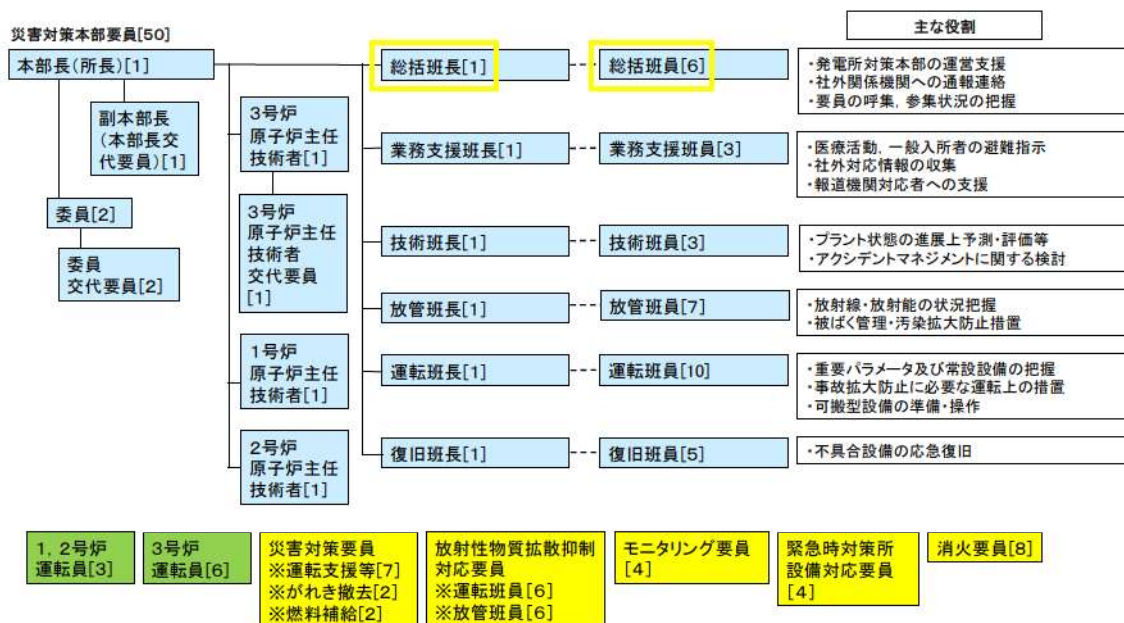 災害対策本部要員[50]
本部長(所長)[1]
副本部長
(本部長交
代要員)[1]
委員[2]
委員
交代要員[2]
3号炉
原子炉主任
技術者[1]
3号炉
原子炉主任
技術者
交代要員
[1]
1号炉
原子炉主任
技術者[1]
2号炉
原子炉主任
技術者[1]
総括班長[1]
総括班員[6]
業務支援班長[1]
業務支援班員[3]
技術班長[1]
技術班員[3]
放管班長[1]
放管班員[7]
運転班長[1]
運転班員[10]
復旧班長[1]
復旧班員[5]
主な役割
・発電所対策本部の運営支援
・社外関係機関への通報連絡
・要員の呼集,参集状況の把握
・医療活動,一般入所者の避難指示
・社外対応情報の収集
・報道機関対応者への支援
・プラント状態の進展上予測・評価等
・アクシデントマネジメントに関する検討
・放射線・放射能の状況把握
・被ばく管理・汚染拡大防止措置
・重要パラメータ及び常設設備の把握
・事故拡大防止に必要な運転上の措置
・可搬型設備の準備・操作
・不具合設備の応急復旧
1,2号炉
運転員[3]
3号炉
運転員[6]
災害対策要員
※運転支援等[7]
※がれき撤去[2]
※燃料補給[2]
放射性物質拡散抑制
対応要員
※運転班員[6]
※放管班員[6]
モニタリング要員
[4]
緊急時対策所
設備対応要員
[4]
消火要員[8]